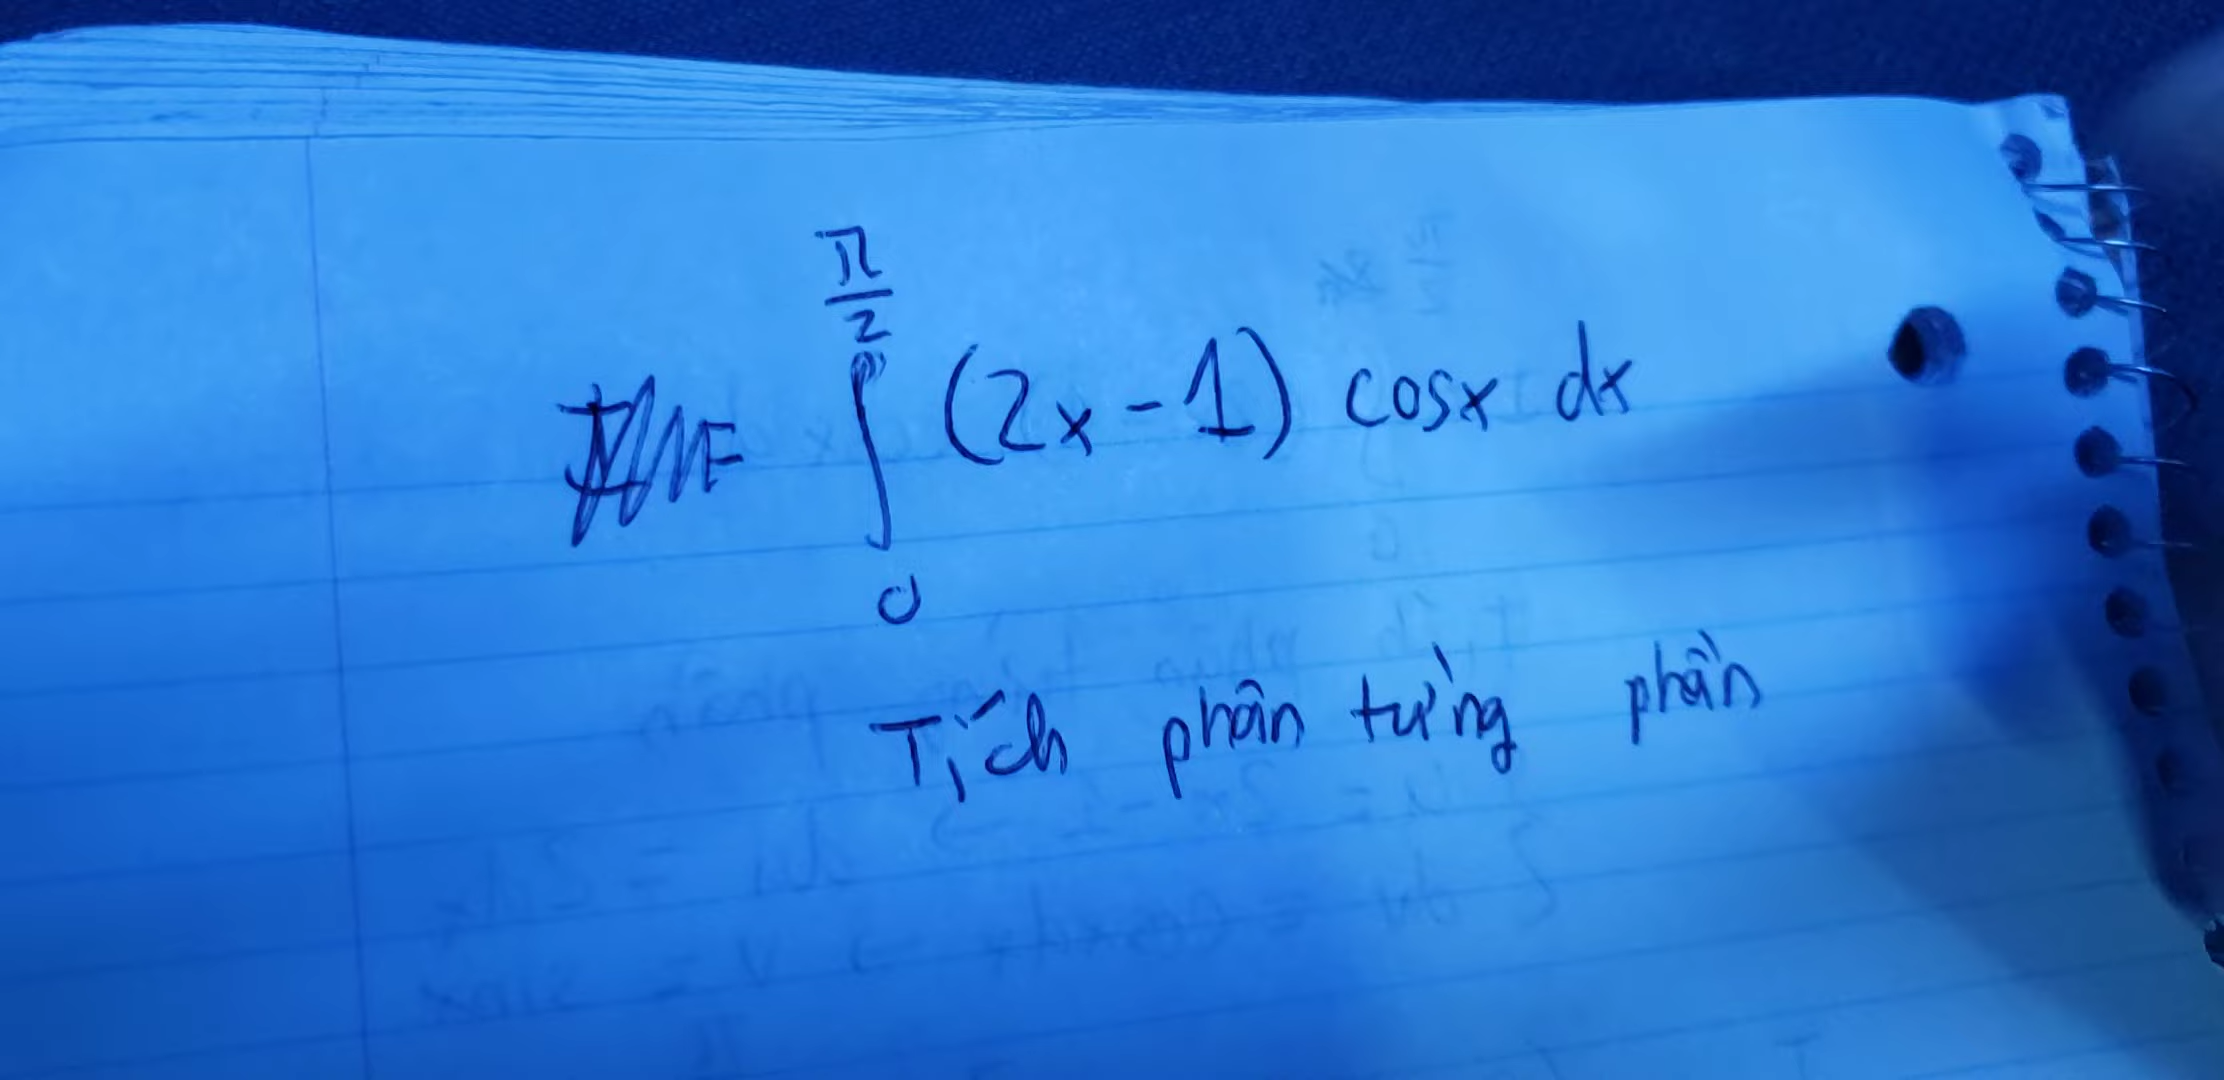 π/2
∫ (2x - 1) cosx dx
0
Tích phân từng phần